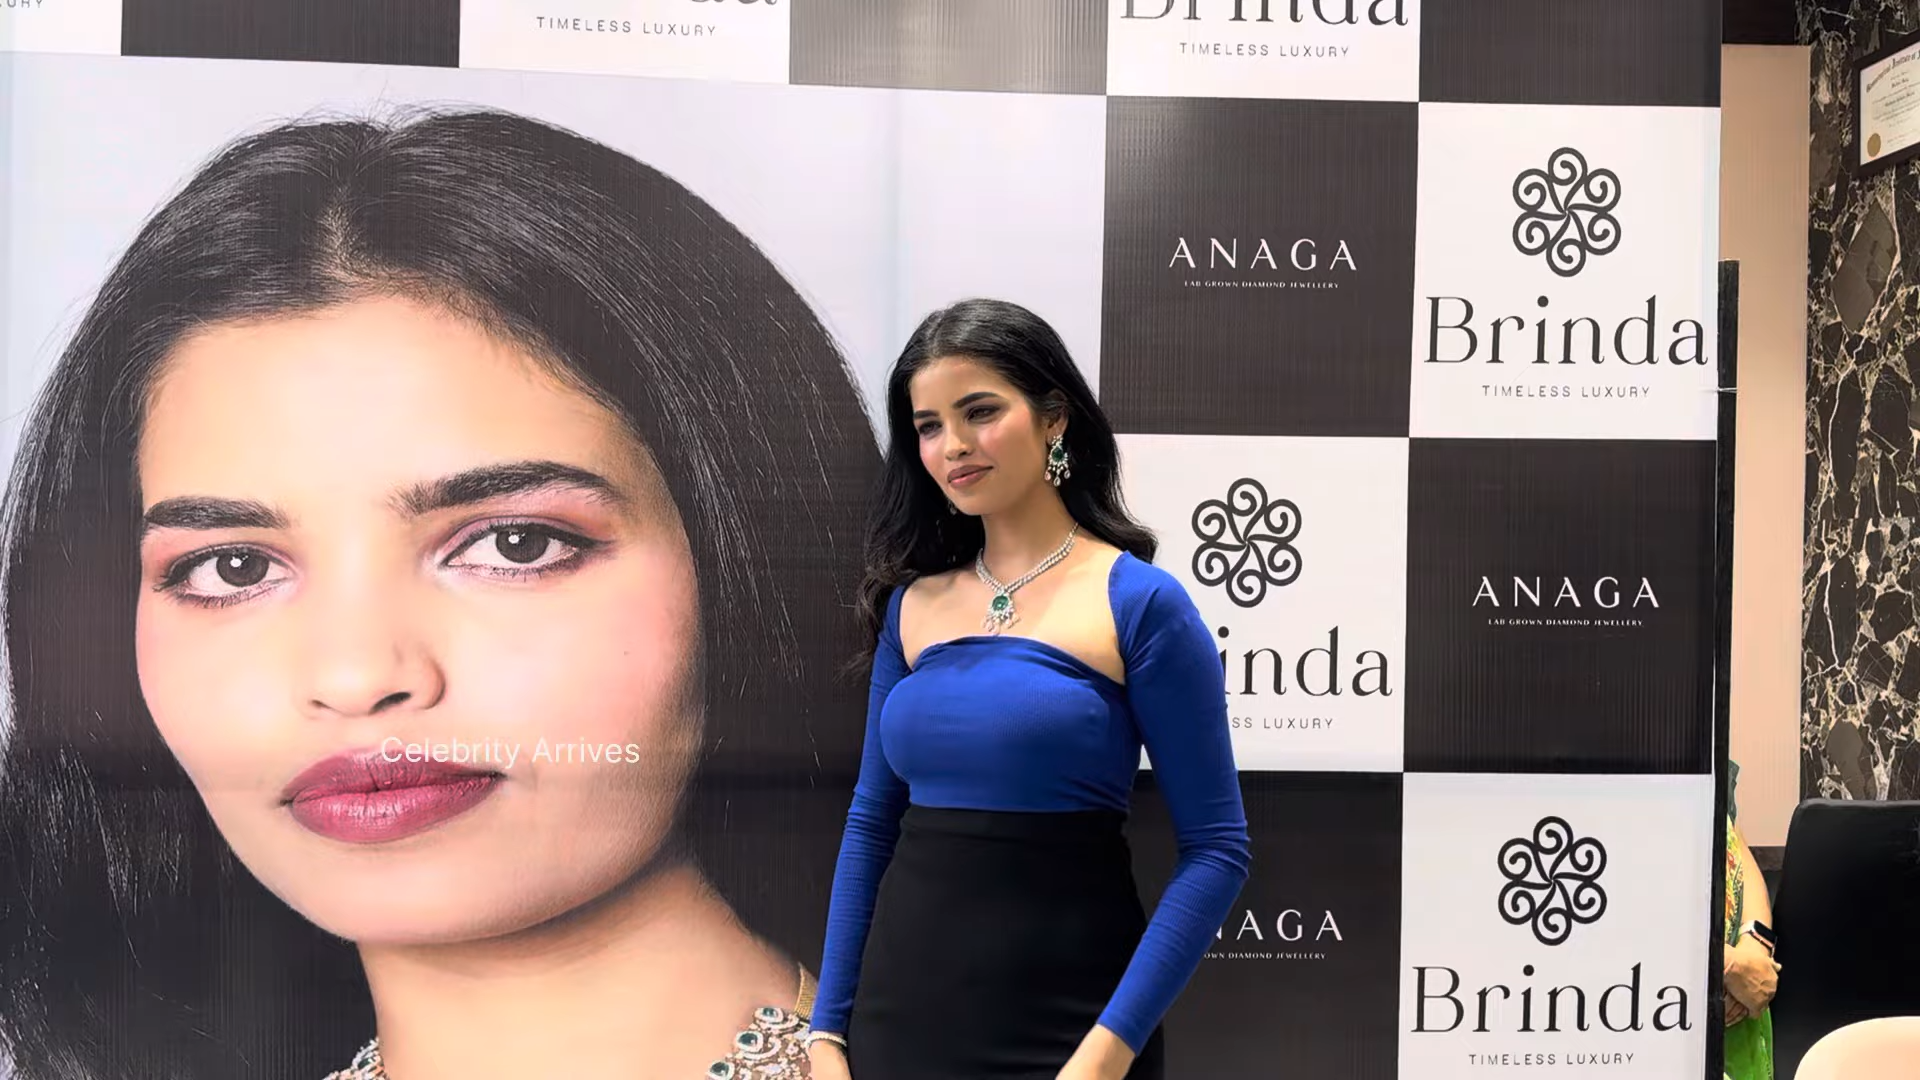 TIMELESS LUXURY
Brinda
TIMELESS LUXURY
ANAGA
LAB GROWN DIAMOND JEWELLERY
Brinda
TIMELESS LUXURY
ANAGA
LAB GROWN DIAMOND JEWELLERY
inda
SS LUXURY
Celebrity Arrives
NAGA
OWN DIAMOND JEWELLERY
Brinda
TIMELESS LUXURY